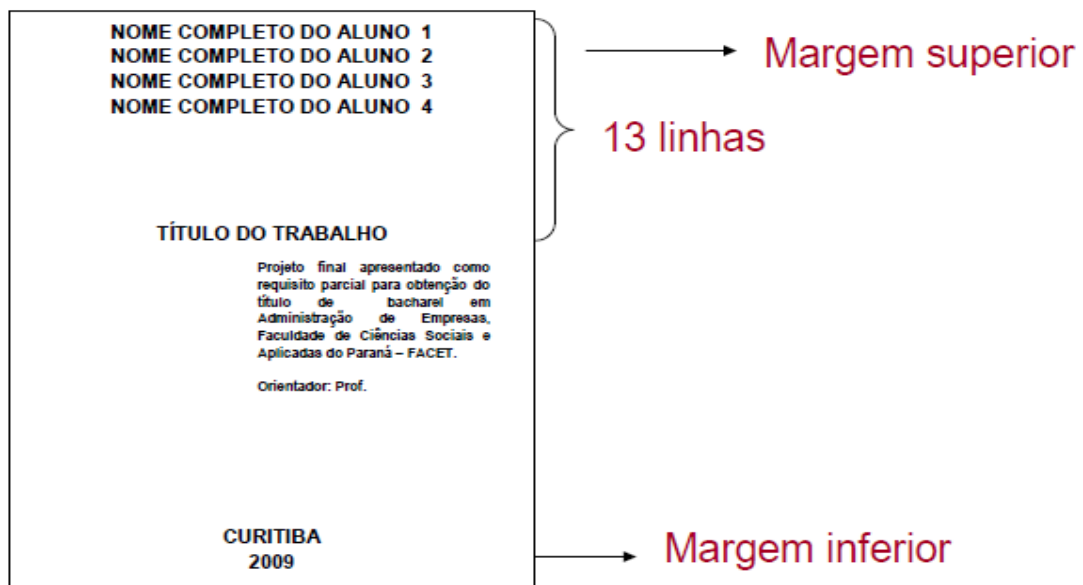 NOME COMPLETO DO ALUNO 1
NOME COMPLETO DO ALUNO 2
NOME COMPLETO DO ALUNO 3
NOME COMPLETO DO ALUNO 4
Margem superior
13 linhas
TÍTULO DO TRABALHO
Projeto final apresentado como
requisito parcial para obtenção do
título de bacharel em
Administração de Empresas,
Faculdade de Ciências Sociais e
Aplicadas do Paraná – FACET.
Orientador: Prof.
CURITIBA
2009
Margem inferior